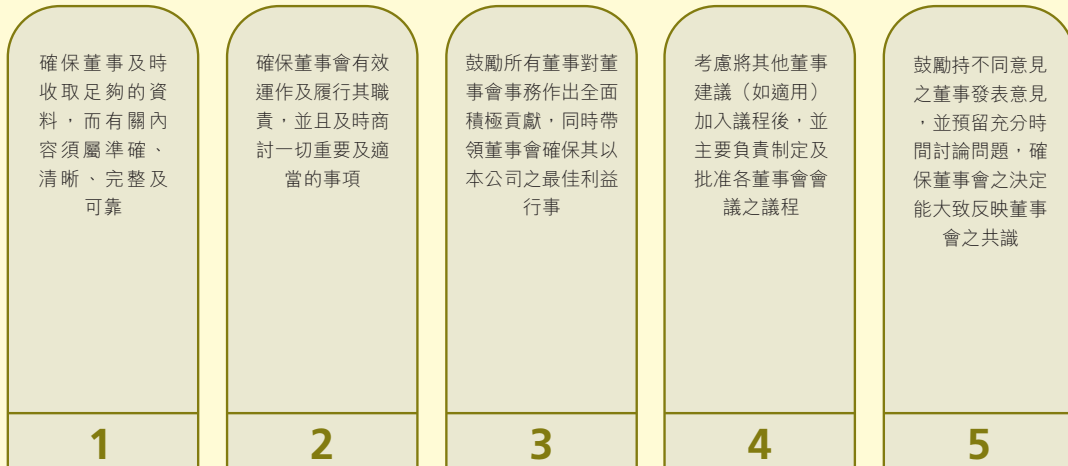 確保董事及時
收取足夠的資
料，而有關內
容須屬準確、
清晰、完整及
可靠
1
確保董事會有效
運作及履行其職
責，並且及時商
討一切重要及適
當的事項
2
鼓勵所有董事對董
事會事務作出全面
積極貢獻，同時帶
領董事會確保其以
本公司之最佳利益
行事
3
考慮將其他董事
建議（如適用）
加入議程後，並
主要負責制定及
批准各董事會會
議之議程
4
鼓勵持不同意見
之董事發表意見
，並預留充分時
間討論問題，確
保董事會之決定
能大致反映董事
會之共識
5